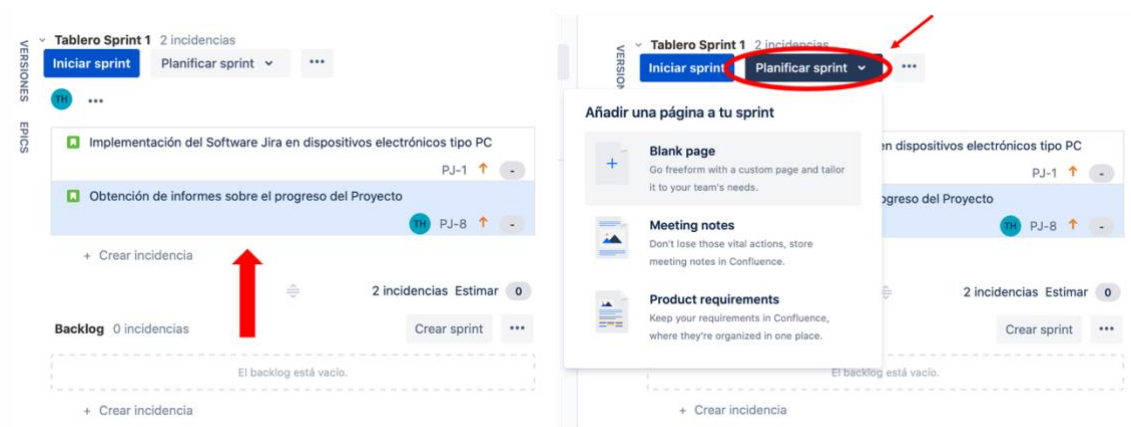 Tablero Sprint 1 2 incidencias
Iniciar sprint Planificar sprint
VERSIONES
EPICS
TH
Implementación del Software Jira en dispositivos electrónicos tipo PC
PJ-1 -
Obtención de informes sobre el progreso del Proyecto
TH PJ-8 -
+ Crear incidencia
2 incidencias Estimar 0
Backlog 0 incidencias Crear sprint
El backlog está vacío.
+ Crear incidencia
Tablero Sprint 1 2 incidencias
Iniciar sprint Planificar sprint
VERSION
Añadir una página a tu sprint
Blank page
Go freeform with a custom page and tailor
it to your team's needs.
Meeting notes
Don't lose those vital actions, store
meeting notes in Confluence.
Product requirements
Keep your requirements in Confluence,
where they're organized in one place.
en dispositivos electrónicos tipo PC
PJ-1 -
ogreso del Proyecto
TH PJ-8 -
2 incidencias Estimar 0
Crear sprint
El backlog está vacío.
+ Crear incidencia